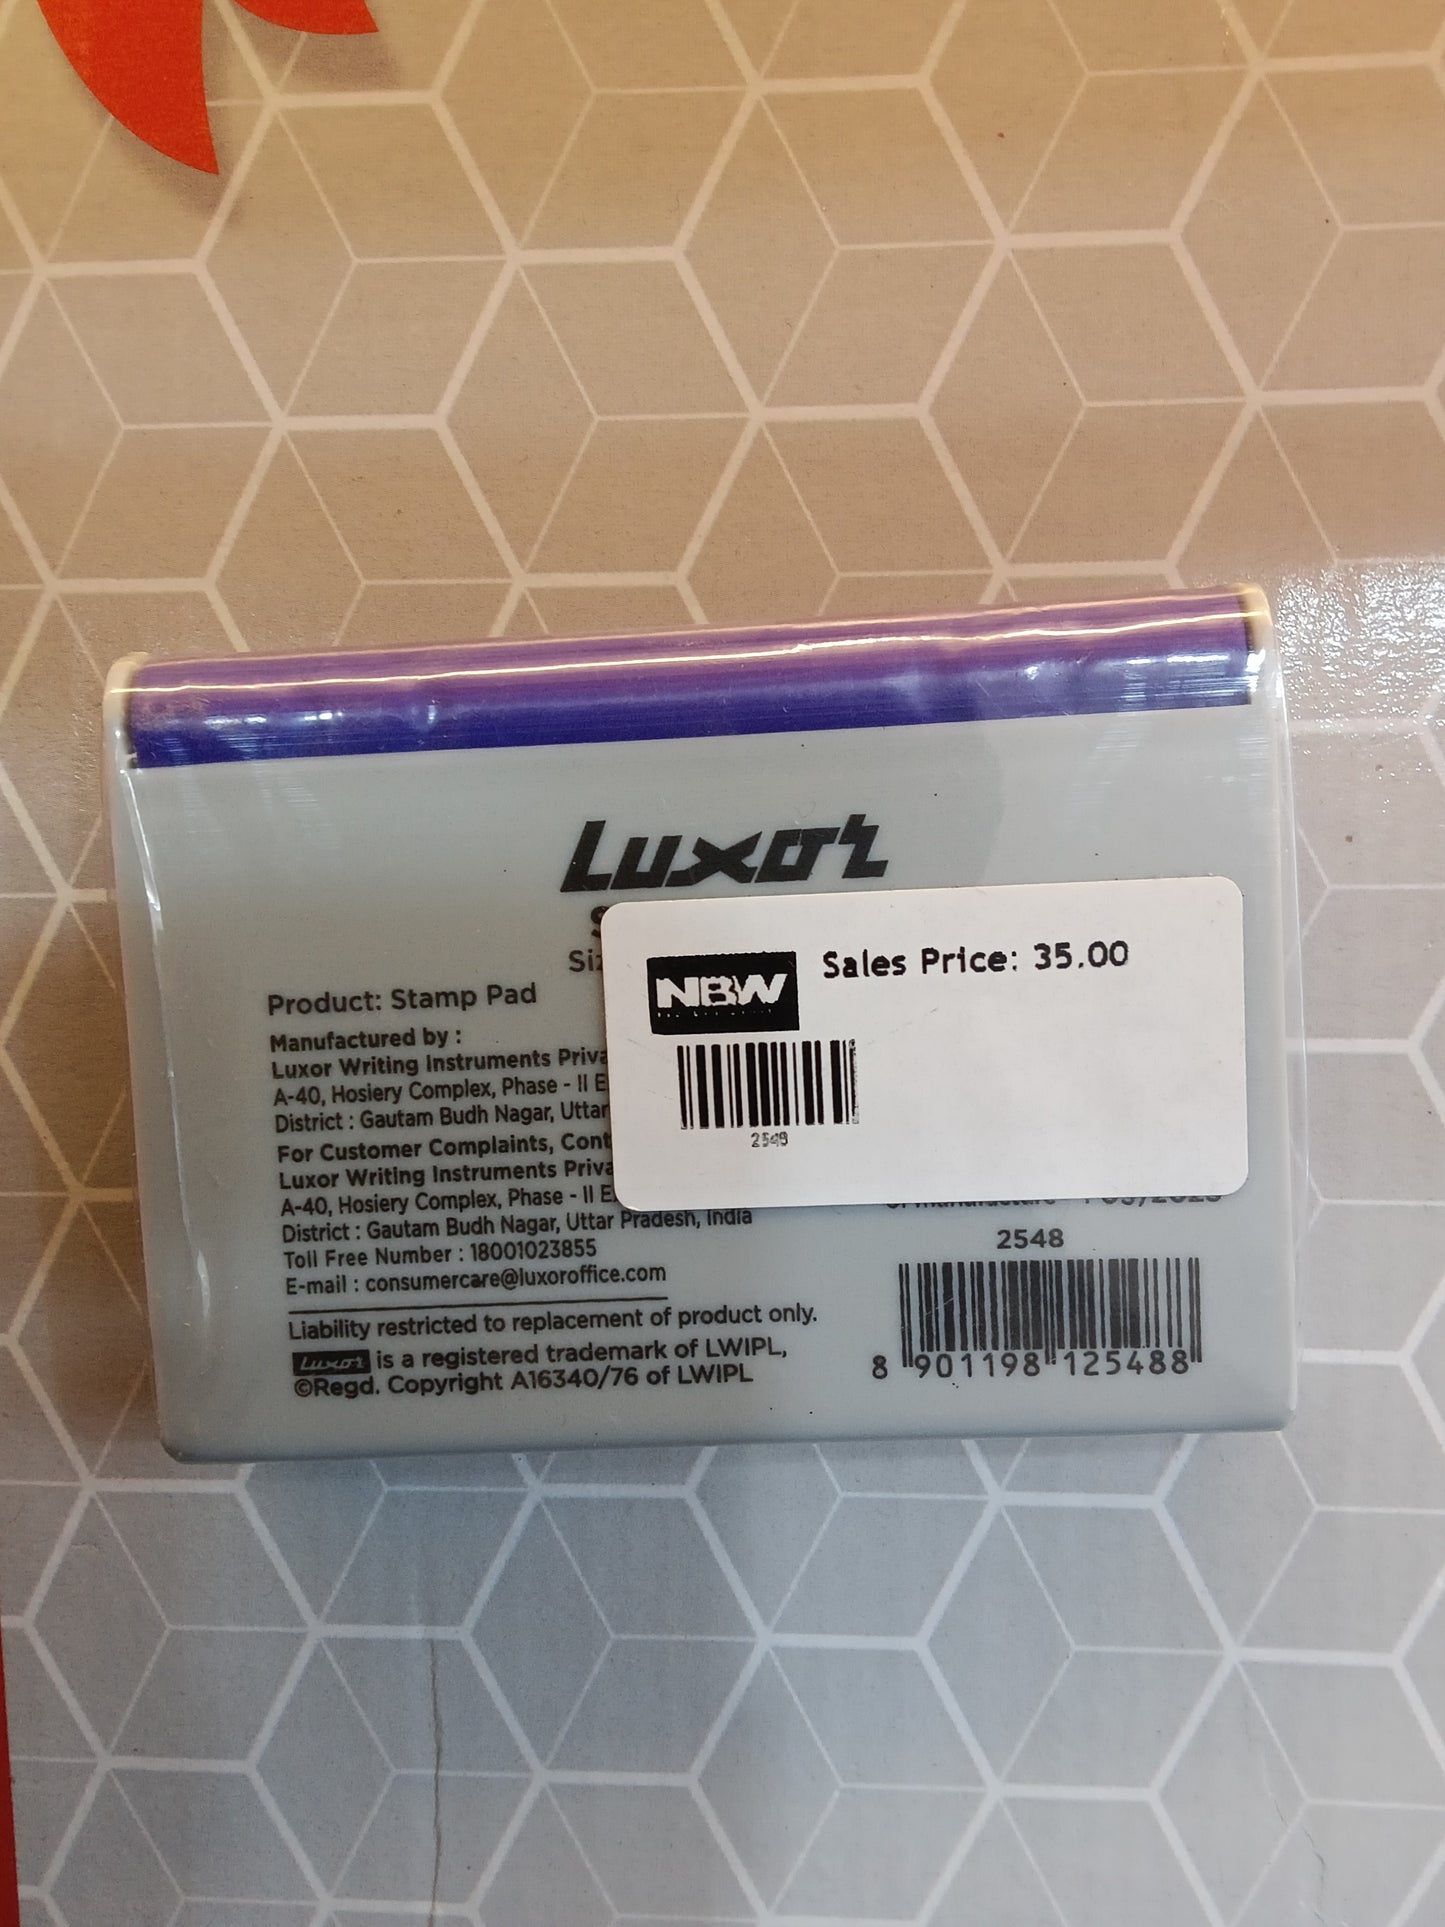 Luxor
Siz
Product: Stamp Pad
Manufactured by :
Luxor Writing Instruments Priva
A-40, Hosiery Complex, Phase - II E
District : Gautam Budh Nagar, Uttar
For Customer Complaints, Cont
Luxor Writing Instruments Priva
A-40, Hosiery Complex, Phase - II E
District : Gautam Budh Nagar, Uttar Pradesh, India
Toll Free Number : 18001023855
E-mail : consumercare@luxoroffice.com
Liability restricted to replacement of product only.
Luxor is a registered trademark of LWIPL,
©Regd. Copyright A16340/76 of LWIPL
NBW
Sales Price: 35.00
2548
2548
8 901198 125488